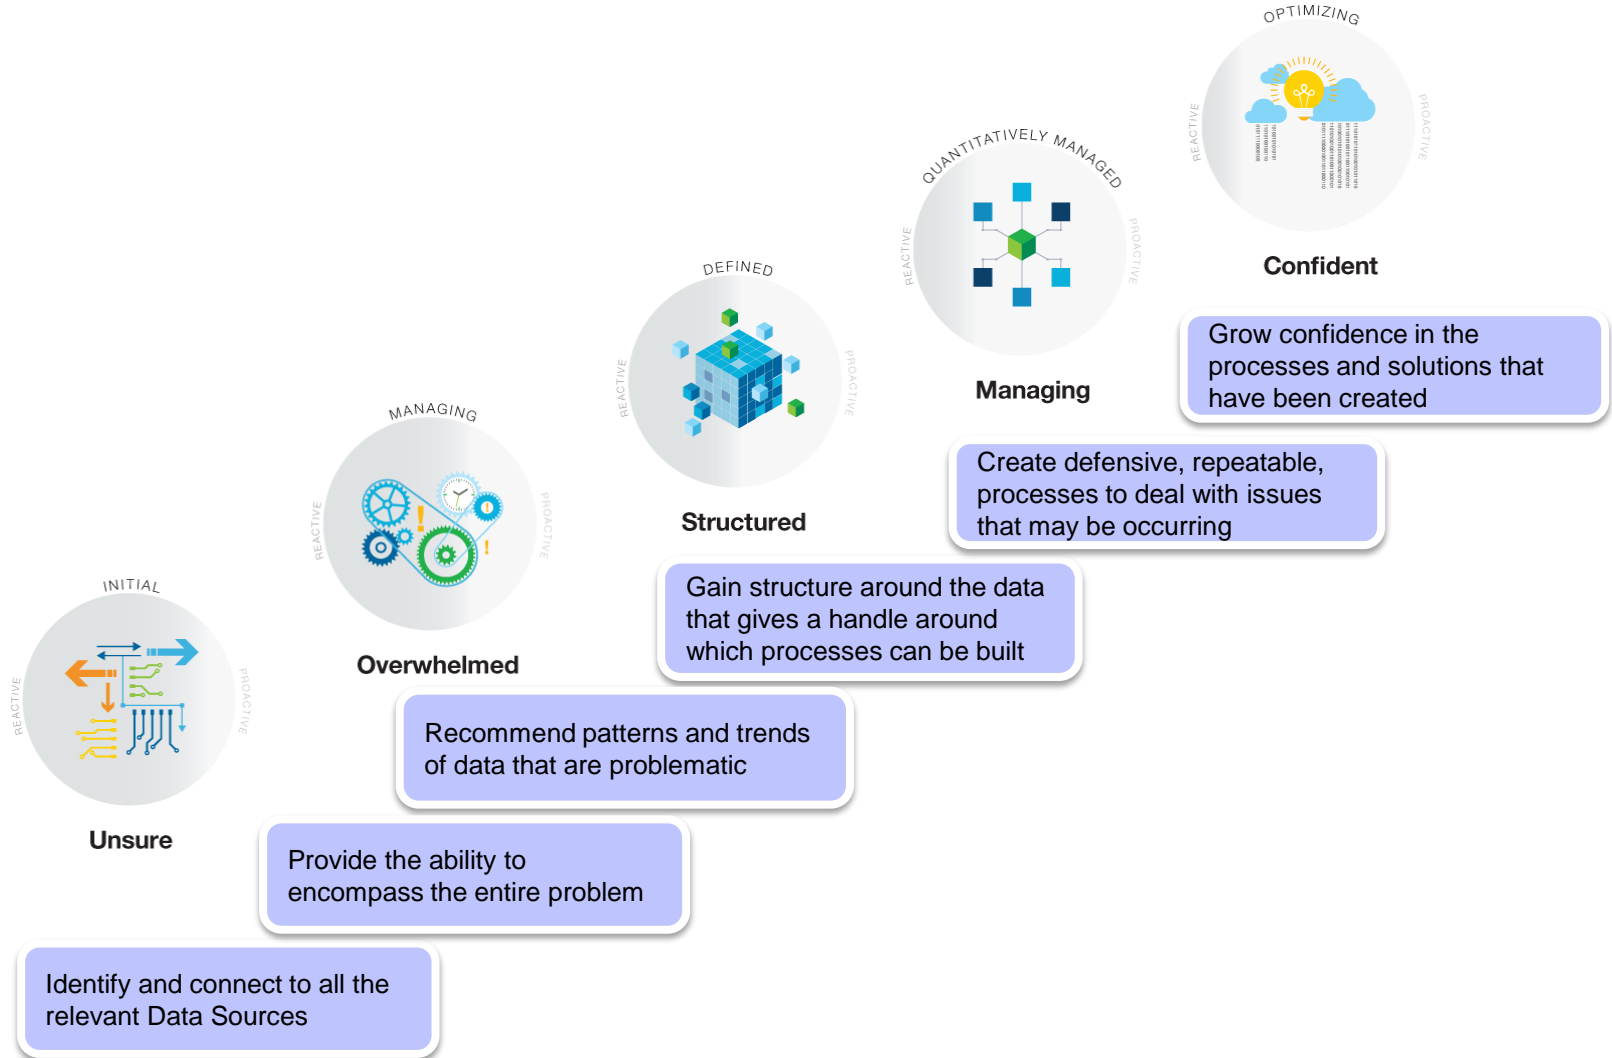 OPTIMIZING
REACTIVE
PROACTIVE
Confident
Grow confidence in the
processes and solutions that
have been created
QUANTITATIVELY MANAGED
REACTIVE
PROACTIVE
Managing
Create defensive, repeatable,
processes to deal with issues
that may be occurring
DEFINED
REACTIVE
PROACTIVE
Structured
Gain structure around the data
that gives a handle around
which processes can be built
MANAGING
REACTIVE
PROACTIVE
Overwhelmed
Recommend patterns and trends
of data that are problematic
INITIAL
REACTIVE
PROACTIVE
Unsure
Provide the ability to
encompass the entire problem
Identify and connect to all the
relevant Data Sources